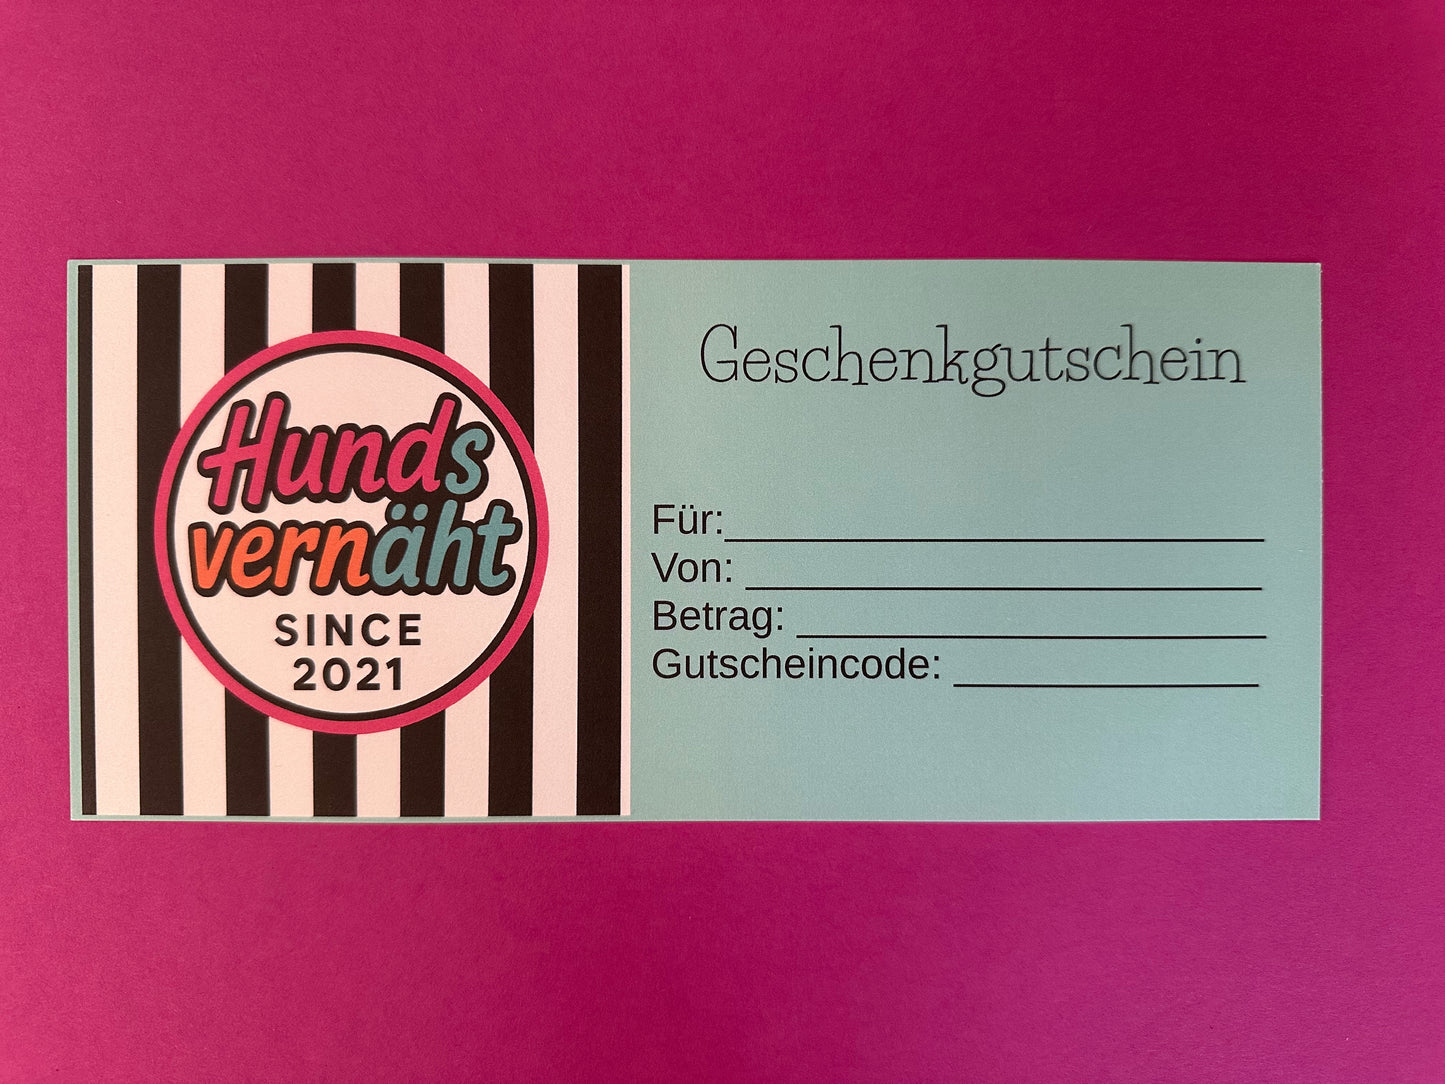 Hunds
vernäht
SINCE
2021
Geschenkgutschein
Für:
Von:
Betrag:
Gutscheincode: